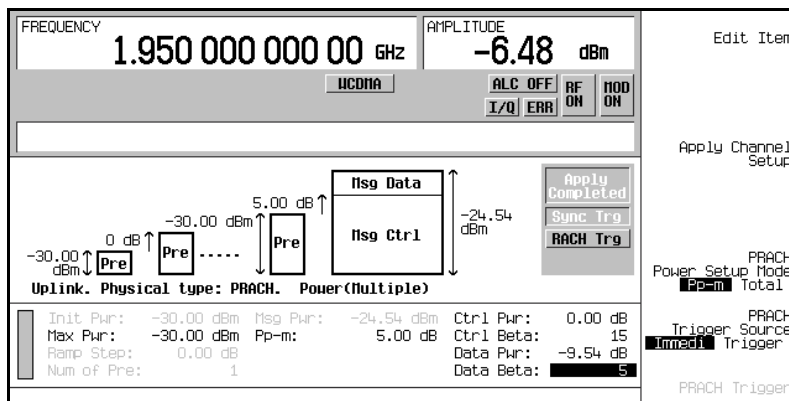 FREQUENCY
1.950 000 000 00 GHz
AMPLITUDE
-6.48 dBm
WCDMA
ALC OFF
I/Q ERR
RF ON
MOD ON
Edit Item
Apply Channel
Setup
Msg Data
Msg Ctrl
-24.54
dBm
5.00 dB
-30.00 dBm
0 dB
-30.00
dBm
Pre
Pre
.....
Pre
Apply
Completed
Sync Trg
RACH Trg
Uplink. Physical type: PRACH. Power(Multiple)
PRACH
Power Setup Mode
Pp-m Total
PRACH
Trigger Source
Immedi Trigger
PRACH Trigger
Init Pwr: -30.00 dBm Msg Pwr: -24.54 dBm Ctrl Pwr: 0.00 dB
Max Pwr: -30.00 dBm Pp-m: 5.00 dB Ctrl Beta: 15
Ramp Step: 0.00 dB Data Pwr: -9.54 dB
Num of Pre: 1 Data Beta: 5